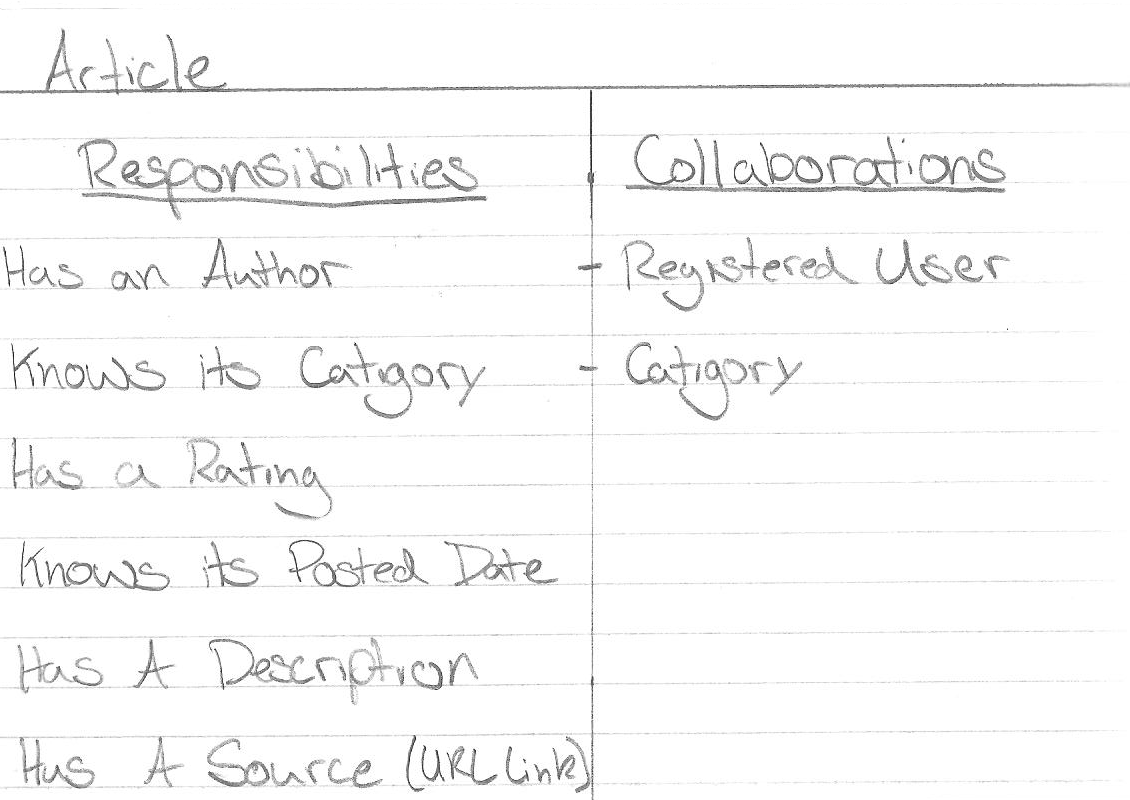 Article
Responsibilities Collaborations
Has an Author - Registered User
Knows its Catigory - Catigory
Has a Rating
Knows its Posted Date
Has A Description
Has A Source (URL Link)